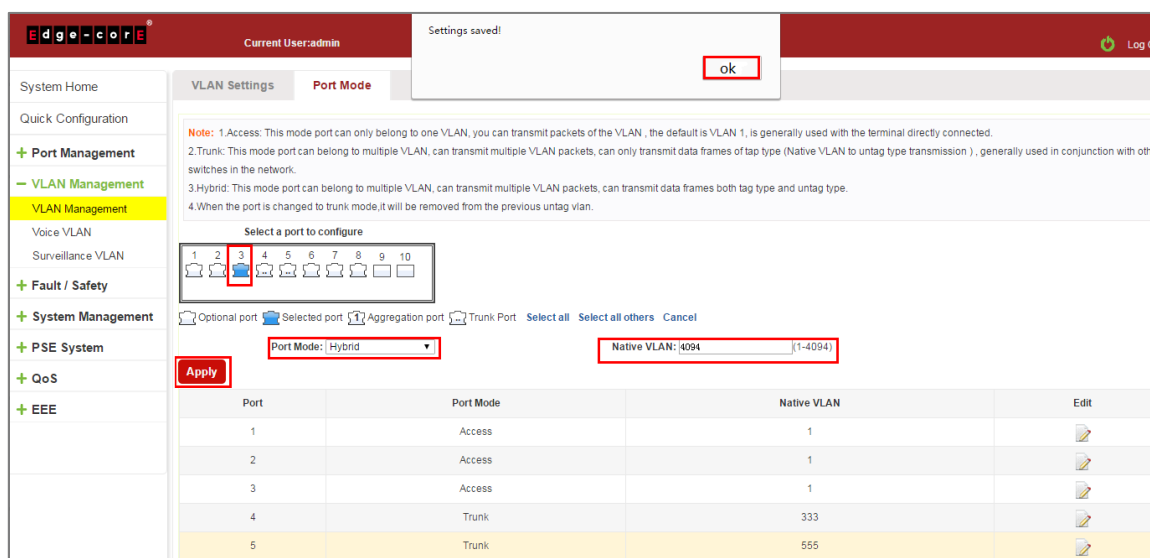 Edge-corE®
Current User:admin
Settings saved!
ok
Log
System Home
Quick Configuration
+ Port Management
− VLAN Management
VLAN Management
Voice VLAN
Surveillance VLAN
+ Fault / Safety
+ System Management
+ PSE System
+ QoS
+ EEE
VLAN Settings
Port Mode
Note: 1.Access: This mode port can only belong to one VLAN, you can transmit packets of the VLAN , the default is VLAN 1, is generally used with the terminal directly connected.
2.Trunk: This mode port can belong to multiple VLAN, can transmit multiple VLAN packets, can only transmit data frames of tap type (Native VLAN to untag type transmission ) , generally used in conjunction with oth
switches in the network.
3.Hybrid: This mode port can belong to multiple VLAN, can transmit multiple VLAN packets, can transmit data frames both tag type and untag type.
4.When the port is changed to trunk mode,it will be removed from the previous untag vlan.
Select a port to configure
1 2 3 4 5 6 7 8 9 10
Optional port Selected port 1 Aggregation port Trunk Port Select all Select all others Cancel
Port Mode: Hybrid Native VLAN: 4094 (1-4094)
Apply
Port Port Mode Native VLAN Edit
1 Access 1
2 Access 1
3 Access 1
4 Trunk 333
5 Trunk 555